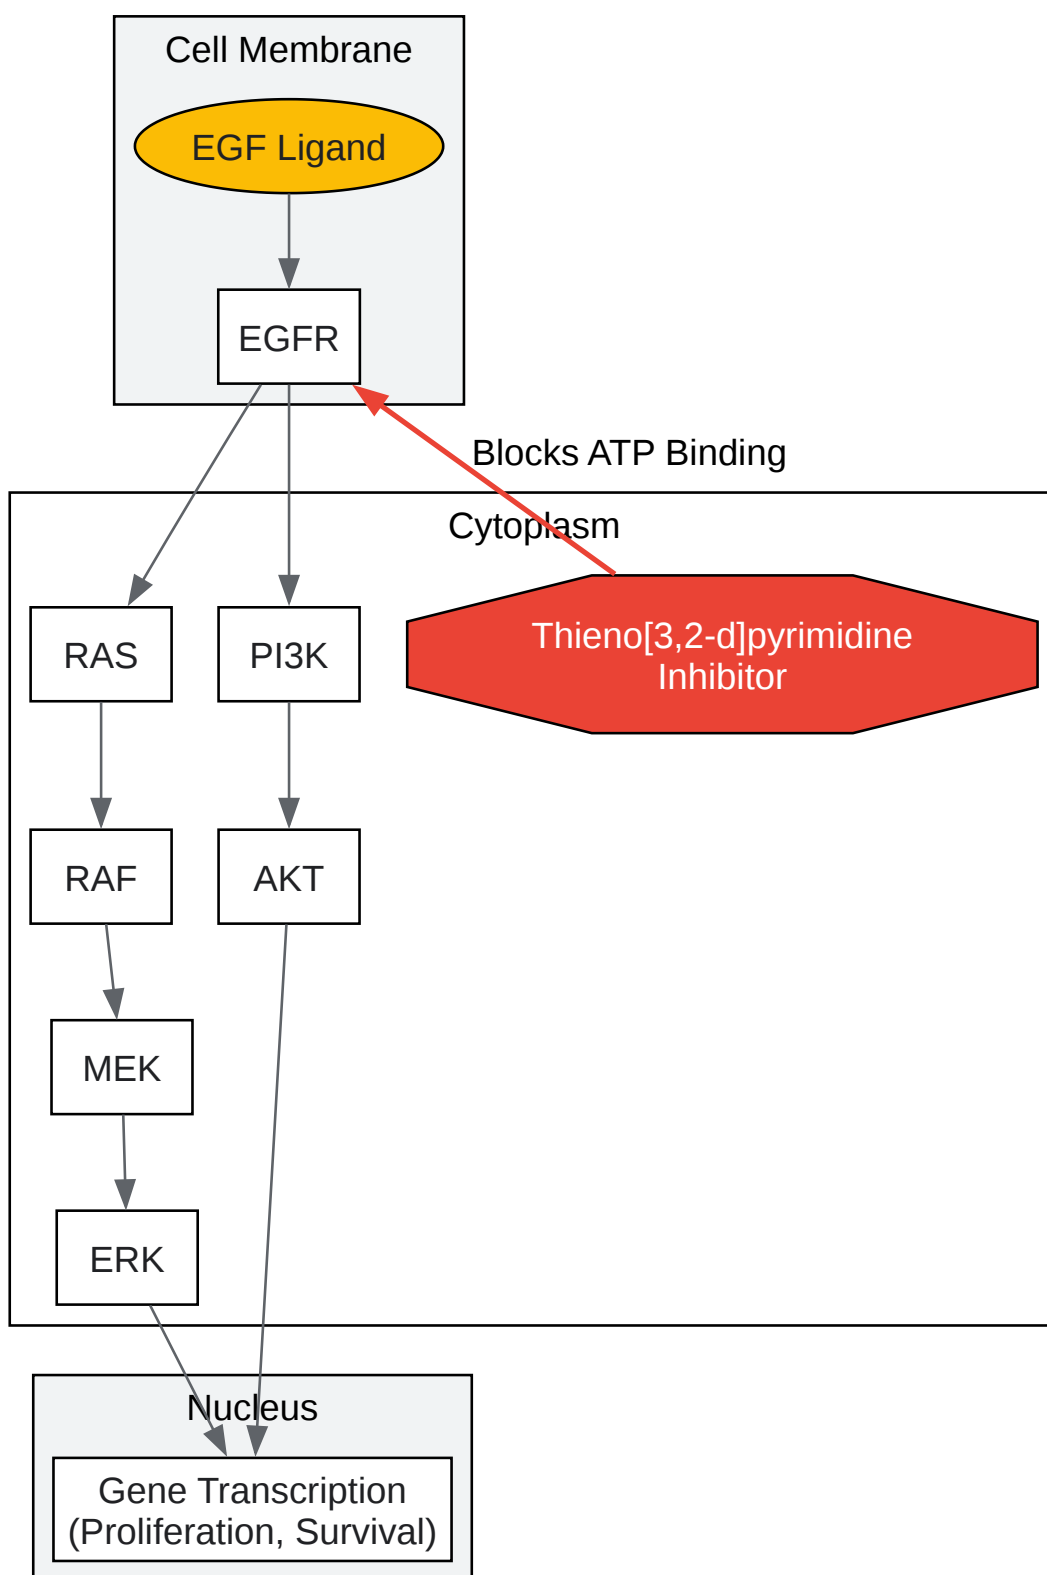 Cell Membrane
EGF Ligand
EGFR
Blocks ATP Binding
Cytoplasm
RAS
PI3K
Thieno[3,2-d]pyrimidine
Inhibitor
RAF
AKT
MEK
ERK
Nucleus
Gene Transcription
(Proliferation, Survival)